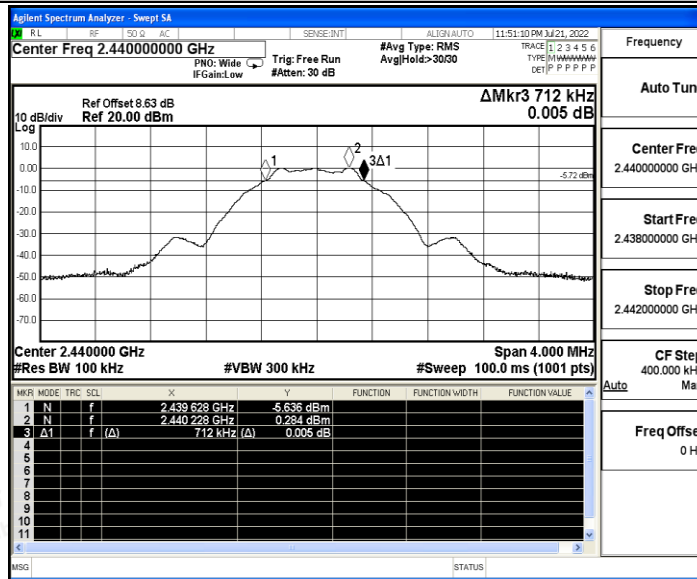 Agilent Spectrum Analyzer - Swept SA
RL RF 50 Ω AC SENSE:INT ALIGN AUTO 11:51:10 PM Jul 21, 2022
Center Freq 2.440000000 GHz #Avg Type: RMS TRACE 1 2 3 4 5 6
PNO: Wide Trig: Free Run Avg|Hold:>30/30 TYPE MWWWWW
IFGain:Low #Atten: 30 dB DET P P P P P P
ΔMkr3 712 kHz
Ref Offset 8.63 dB
10 dB/div Ref 20.00 dBm 0.005 dB
Log
10.0
0.00
-10.0
-20.0
-30.0
-40.0
-50.0
-60.0
-70.0
1
2
3Δ1
-5.72 dBm
Center 2.440000 GHz Span 4.000 MHz
#Res BW 100 kHz #VBW 300 kHz #Sweep 100.0 ms (1001 pts)
MKR MODE TRC SCL X Y FUNCTION FUNCTION WIDTH FUNCTION VALUE
1 N f 2.439 628 GHz -5.636 dBm
2 N f 2.440 228 GHz 0.284 dBm
3 Δ1 f (Δ) 712 kHz (Δ) 0.005 dB
4
5
6
7
8
9
10
11
MSG STATUS
Frequency
Auto Tun
Center Fre
2.440000000 GH
Start Fre
2.438000000 GH
Stop Fre
2.442000000 GH
CF Step
400.000 kH
Auto Ma
Freq Offse
0 H